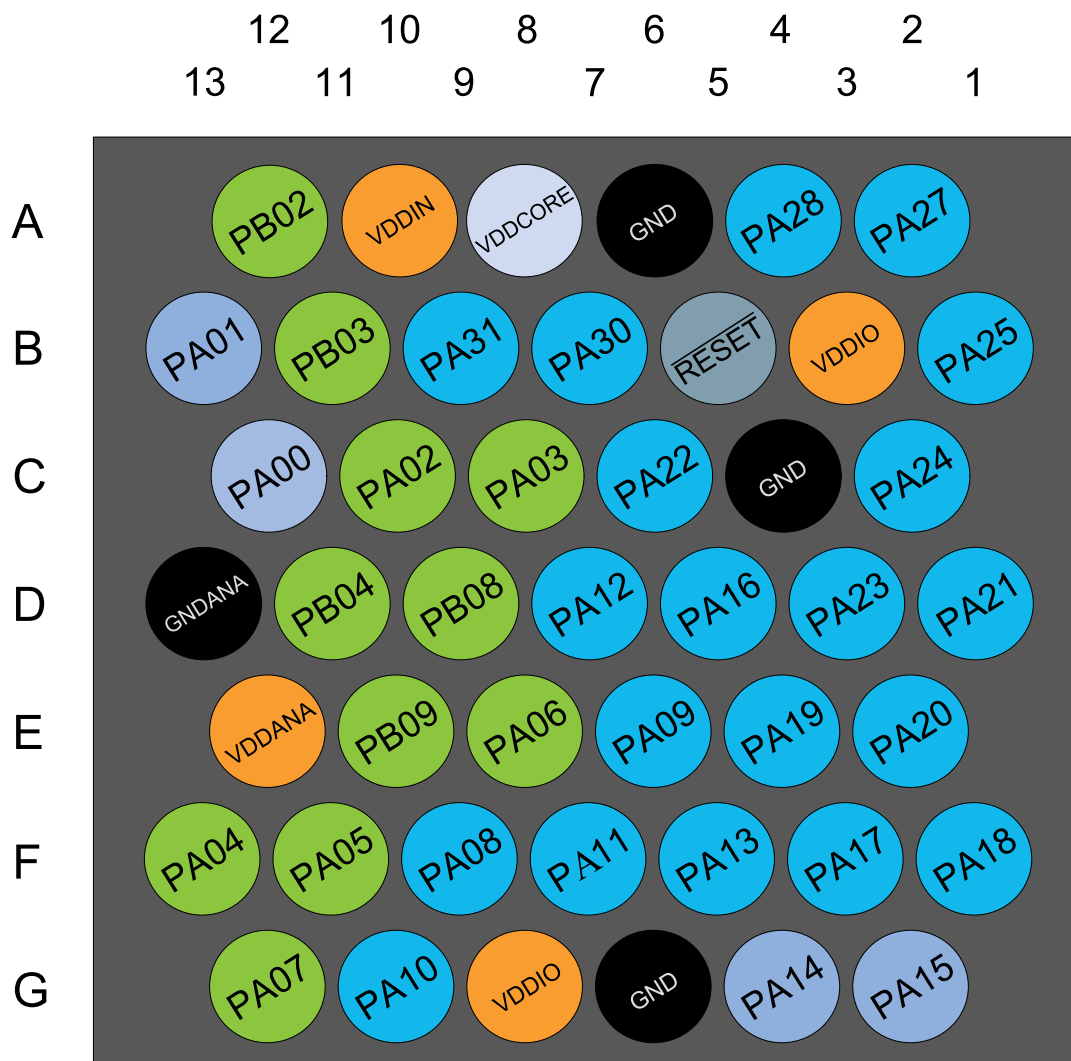 12 10 8 6 4 2
13 11 9 7 5 3 1
A PB02 VDDIN VDDCORE GND PA28 PA27
B PA01 PB03 PA31 PA30 RESET VDDIO PA25
C PA00 PA02 PA03 PA22 GND PA24
D GNDANA PB04 PB08 PA12 PA16 PA23 PA21
E VDDANA PB09 PA06 PA09 PA19 PA20
F PA04 PA05 PA08 PA11 PA13 PA17 PA18
G PA07 PA10 VDDIO GND PA14 PA15